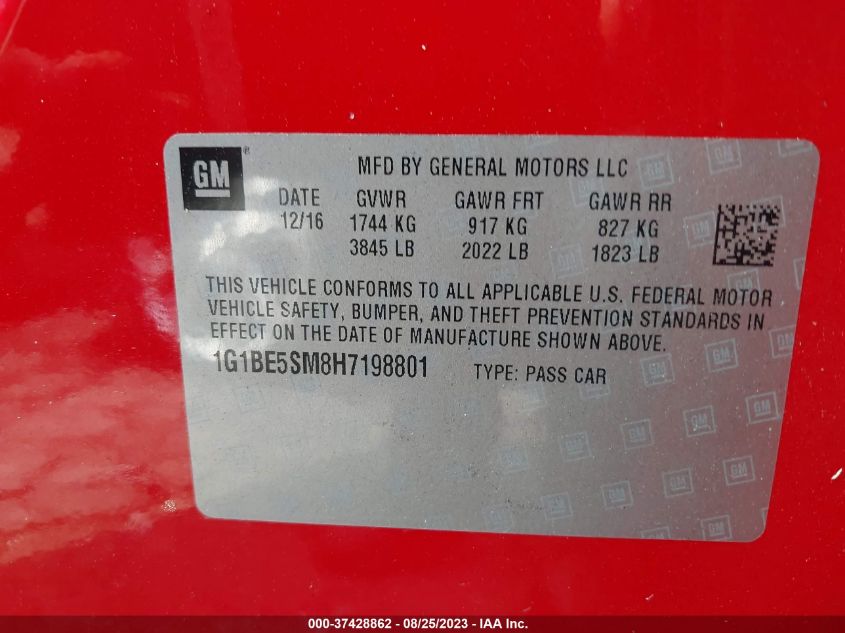 GM ® MFD BY GENERAL MOTORS LLC
DATE GVWR GAWR FRT GAWR RR
12/16 1744 KG 917 KG 827 KG
3845 LB 2022 LB 1823 LB
THIS VEHICLE CONFORMS TO ALL APPLICABLE U.S. FEDERAL MOTOR
VEHICLE SAFETY, BUMPER, AND THEFT PREVENTION STANDARDS IN
EFFECT ON THE DATE OF MANUFACTURE SHOWN ABOVE.
1G1BE5SM8H7198801 TYPE: PASS CAR
000-37428862 - 08/25/2023 - IAA Inc.